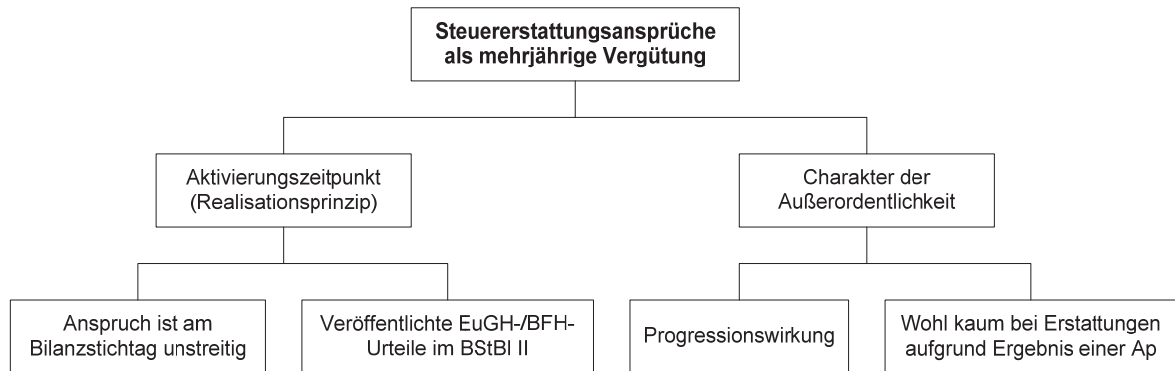 Steuererstattungsansprüche
als mehrjährige Vergütung
Aktivierungszeitpunkt
(Realisationsprinzip)
Charakter der
Außerordentlichkeit
Anspruch ist am
Bilanzstichtag unstreitig
Veröffentlichte EuGH-/BFH-
Urteile im BStBl II
Progressionswirkung
Wohl kaum bei Erstattungen
aufgrund Ergebnis einer Ap